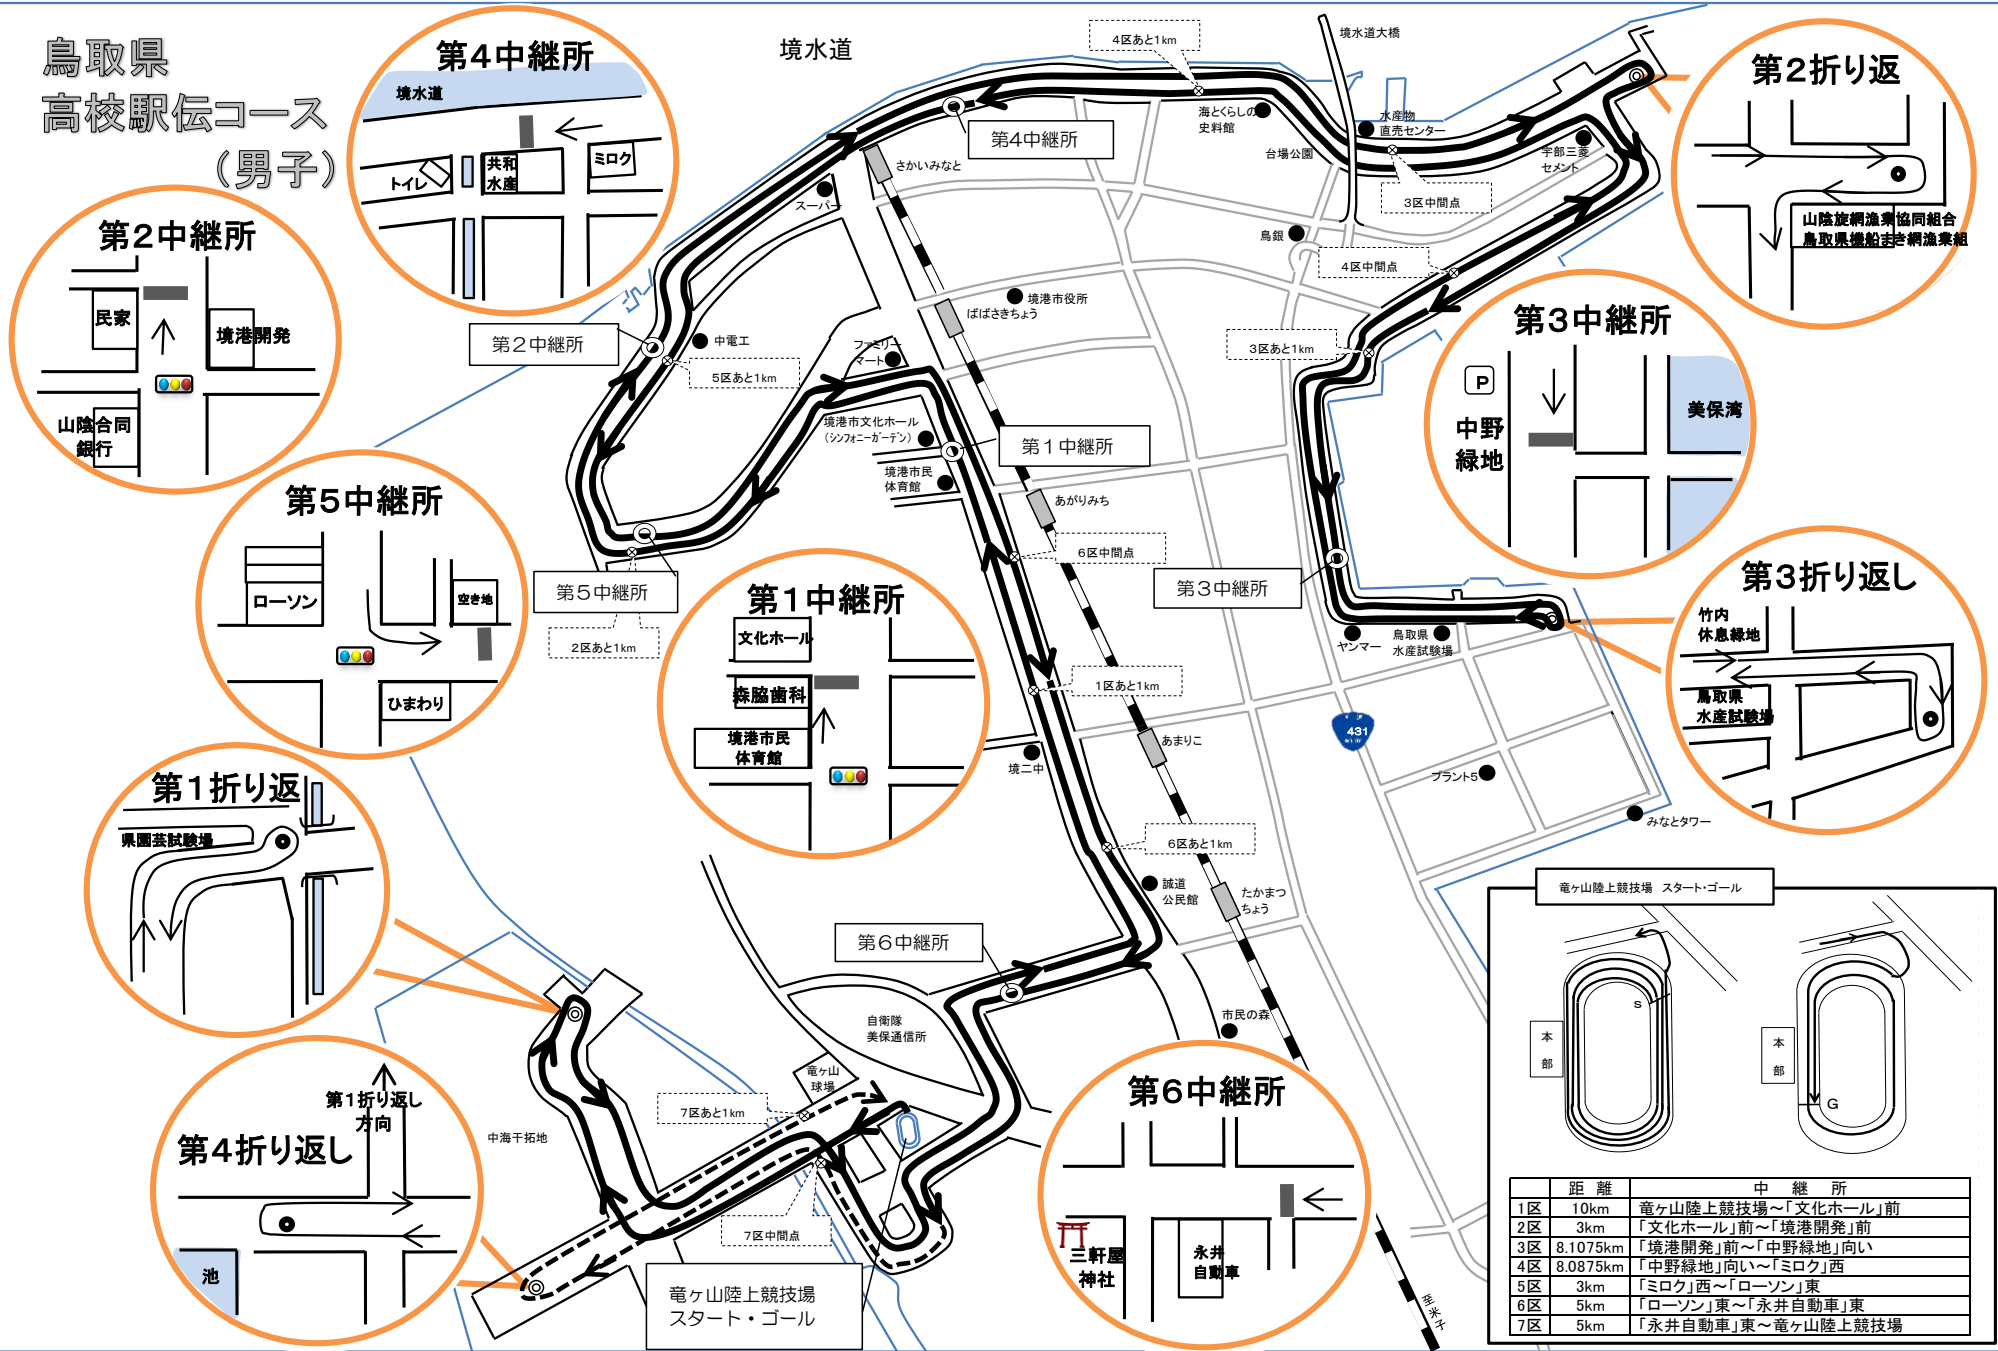 鳥取県
高校駅伝コース
（男子）
第4中継所
境水道
トイレ
共和
水産
ミロク
第2中継所
民家
境港開発
山陰合同
銀行
第5中継所
ローソン
空き地
ひまわり
第1折り返
県園芸試験場
第4折り返し
第1折り返し
方向
池
第1中継所
文化ホール
森脇歯科
境港市民
体育館
第6中継所
三軒屋
神社
永井
自動車
第2折り返
山陰旋網漁業協同組合
鳥取県機船まき網漁業組
第3中継所
P
中野
緑地
美保湾
第3折り返し
竹内
休息緑地
鳥取県
水産試験場
境水道
4区あと1km
境水道大橋
海とくらしの
史料館
水産物
直売センター
第4中継所
台場公園
宇部三菱
セメント
さかいみなと
スーパー
3区中間点
鳥銀
4区中間点
境港市役所
ばばさきちょう
第2中継所
中電工
ファミリー
マート
3区あと1km
5区あと1km
境港市文化ホール
（シンフォニーガーデン）
第1中継所
境港市民
体育館
あがりみち
6区中間点
第5中継所
第3中継所
2区あと1km
ヤンマー
鳥取県
水産試験場
1区あと1km
431
境二中
あまりこ
プラント5
みなとタワー
6区あと1km
誠道
公民館
たかまつ
ちょう
第6中継所
自衛隊
美保通信所
市民の森
竜ヶ山
球場
7区あと1km
中海干拓地
7区中間点
竜ヶ山陸上競技場
スタート・ゴール
至米子
竜ヶ山陸上競技場 スタート・ゴール
S
本部
本部
G
距 離 中 継 所
1区 10km 竜ヶ山陸上競技場～「文化ホール」前
2区 3km 「文化ホール」前～「境港開発」前
3区 8.1075km 「境港開発」前～「中野緑地」向い
4区 8.0875km 「中野緑地」向い～「ミロク」西
5区 3km 「ミロク」西～「ローソン」東
6区 5km 「ローソン」東～「永井自動車」東
7区 5km 「永井自動車」東～竜ヶ山陸上競技場